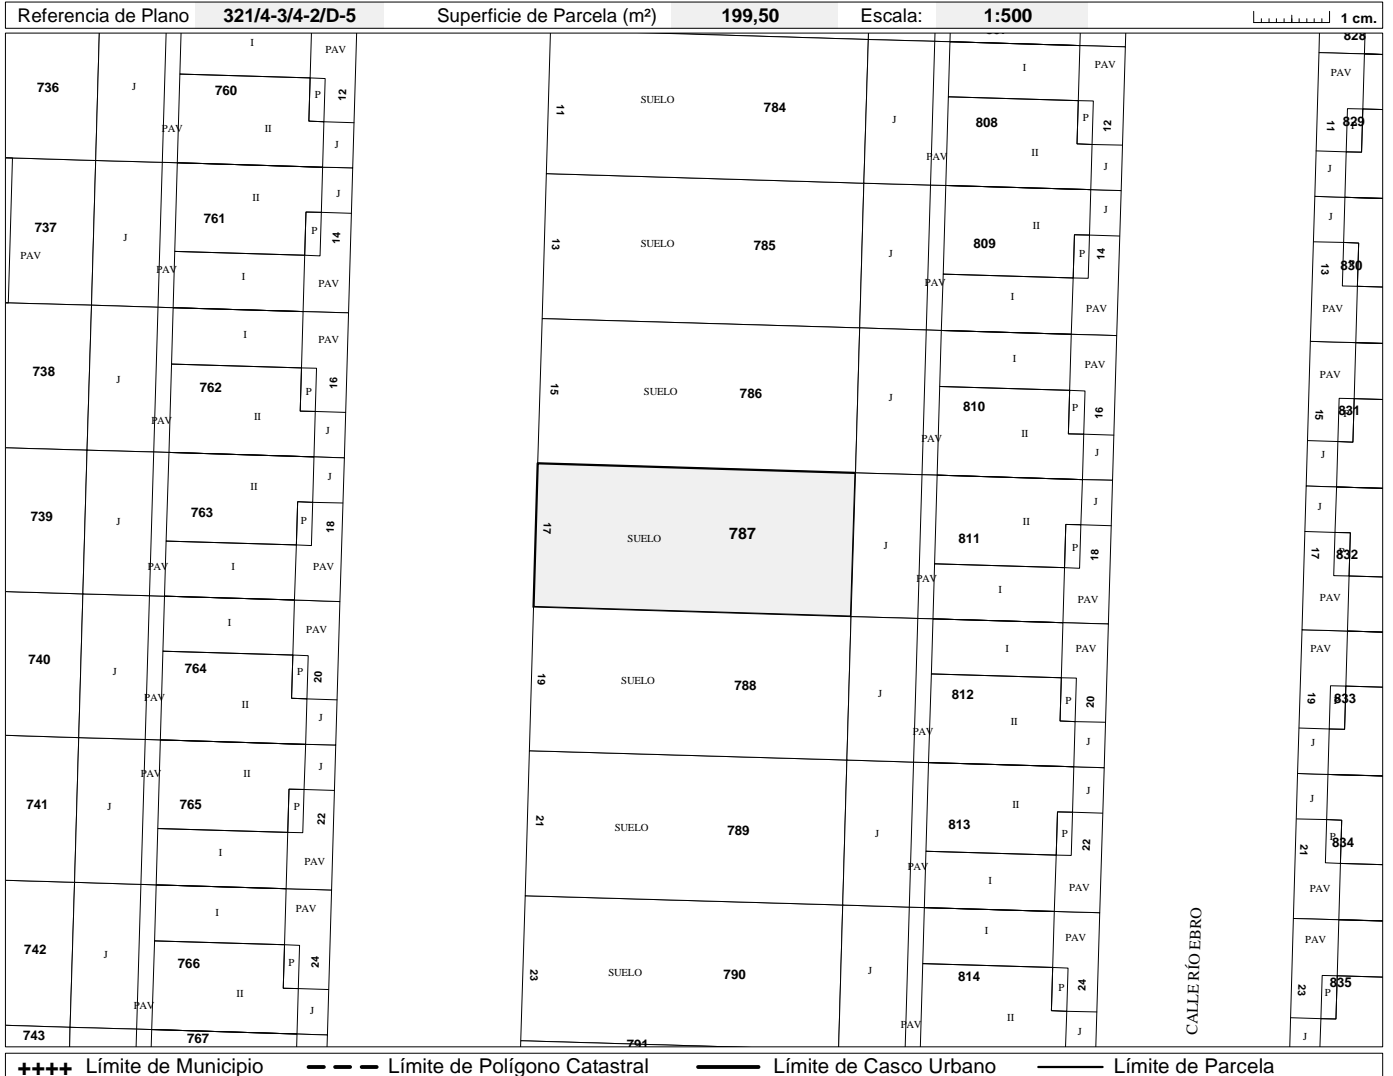 Referencia de Plano 321/4-3/4-2/D-5 Superficie de Parcela (m²) 199,50 Escala: 1:500 1 cm.
I PAV I PAV 828
736 J 760 P 12 11 SUELO 784 J 808 P 12 PAV 11 829
PAV II PAV II
J J J
II J J J
737 J 761 P 14 13 SUELO 785 J 809 II P 14 13 830
PAV PAV I PAV PAV I PAV PAV
I PAV I PAV PAV
738 J 762 P 16 15 SUELO 786 J 810 P 16 15 831
PAV II J PAV II J J
II J II J J
739 J 763 P 18 17 SUELO 787 J 811 P 18 17 832
PAV I PAV PAV I PAV PAV
I PAV I PAV PAV
740 J 764 P 20 19 SUELO 788 J 812 P 20 19 833
PAV II J PAV II J J
PAV II J II J J
741 J 765 P 22 21 SUELO 789 J 813 P 22 21 P 834
I PAV PAV I PAV PAV
I PAV I PAV PAV
742 J 766 P 24 23 SUELO 790 J 814 P 24 23 P 835
PAV II J PAV II J J
743 767 791
CALLE RÍO EBRO
++++ Límite de Municipio Límite de Polígono Catastral Límite de Casco Urbano Límite de Parcela